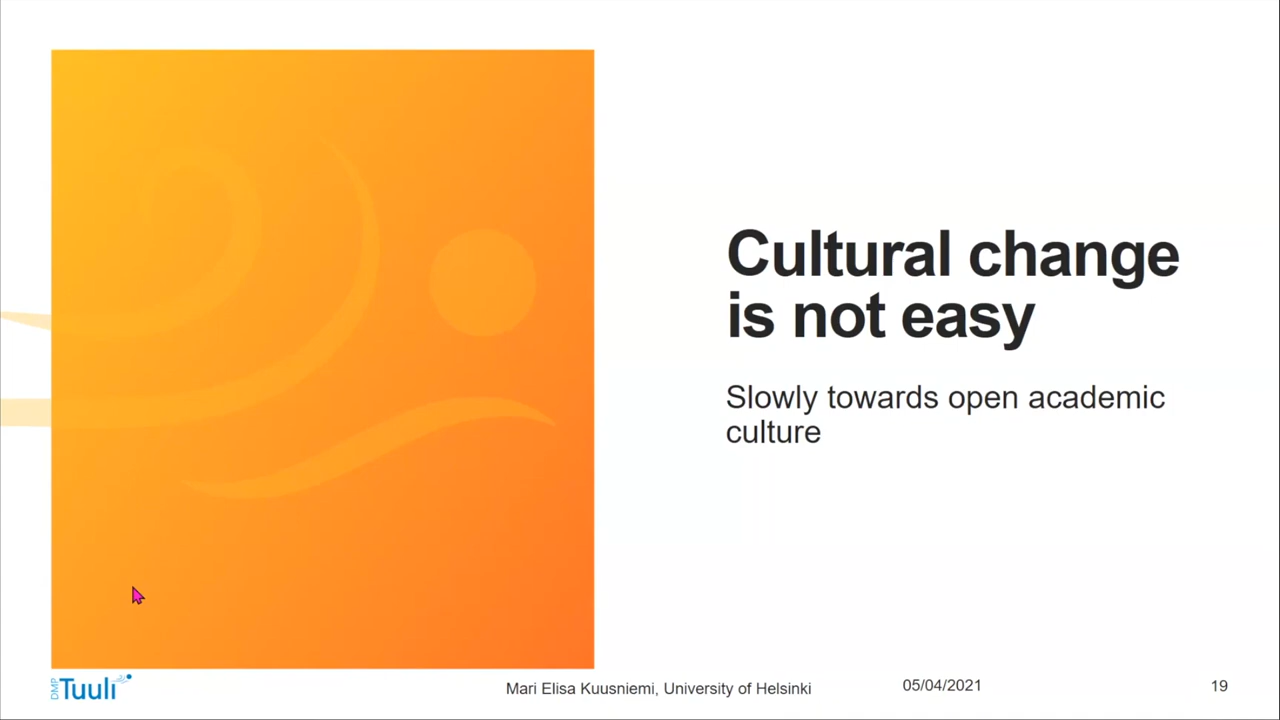 Cultural change
is not easy
Slowly towards open academic
culture
DMP
Tuuli
Mari Elisa Kuusniemi, University of Helsinki
05/04/2021
19